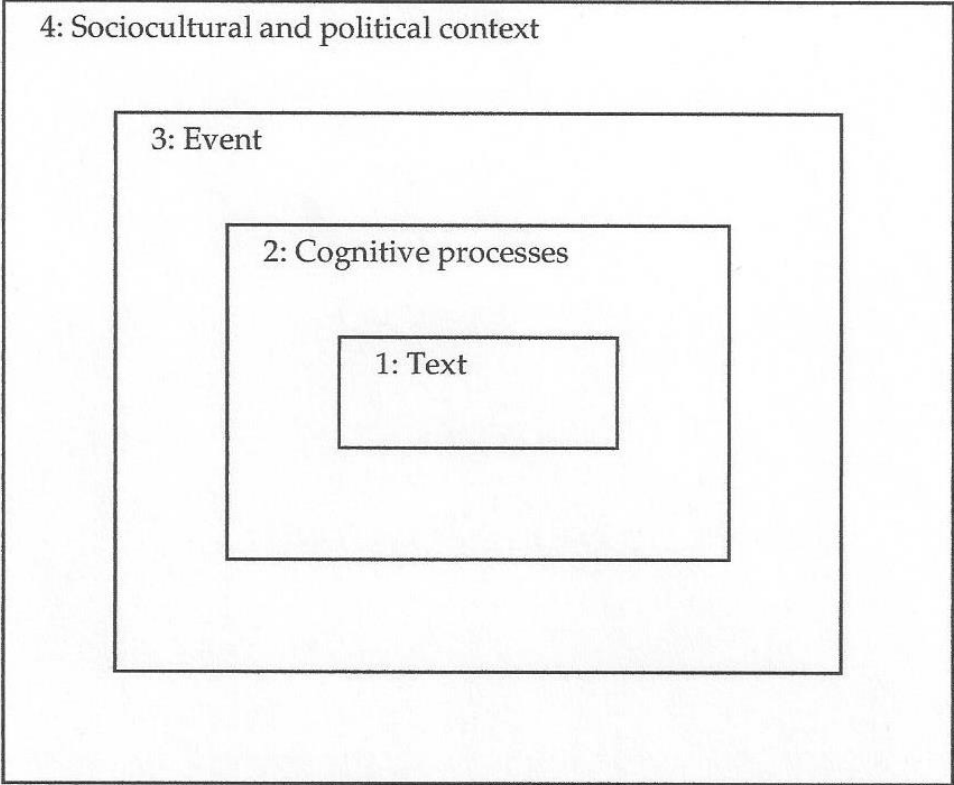 4: Sociocultural and political context
3: Event
2: Cognitive processes
1: Text